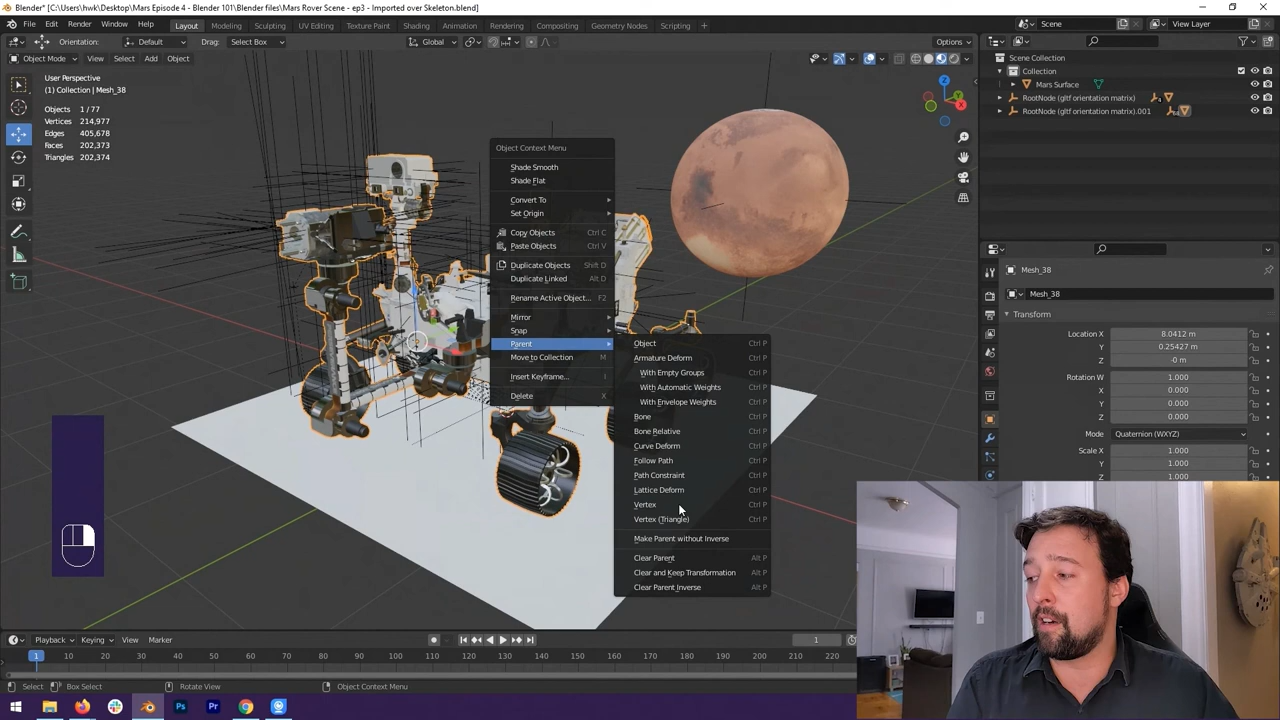 Blender* [C:\Users\hwk\Desktop\Mars Episode 4 - Blender 101\Blender files\Mars Rover Scene - ep3 - Imported over Skeleton.blend]
File Edit Render Window Help Layout Modeling Sculpting UV Editing Texture Paint Shading Animation Rendering Compositing Geometry Nodes Scripting + Scene View Layer
Orientation: Default Drag: Select Box Global Options
Object Mode View Select Add Object
User Perspective
(1) Collection | Mesh_38
Objects 1/77
Vertices 214,977
Edges 405,678
Faces 202,373
Triangles 202,374
Object Context Menu
Shade Smooth
Shade Flat
Convert To
Set Origin
Copy Objects Ctrl C
Paste Objects Ctrl V
Duplicate Objects Shift D
Duplicate Linked Alt D
Rename Active Object... F2
Mirror
Snap
Parent
Move to Collection M
Insert Keyframe... I
Delete X
Object Ctrl P
Armature Deform Ctrl P
With Empty Groups Ctrl P
With Automatic Weights Ctrl P
With Envelope Weights Ctrl P
Bone Ctrl P
Bone Relative Ctrl P
Curve Deform Ctrl P
Follow Path Ctrl P
Path Constraint Ctrl P
Lattice Deform Ctrl P
Vertex Ctrl P
Vertex (Triangle) Ctrl P
Make Parent without Inverse Ctrl P
Clear Parent Alt P
Clear and Keep Transformation Alt P
Clear Parent Inverse Alt P
Z
Y
X
Scene Collection
Collection
Mars Surface
RootNode (gltf orientation matrix)
RootNode (gltf orientation matrix).001
Mesh_38
Mesh_38
Transform
Location X 8.0412 m
Y 0.25427 m
Z -0 m
Rotation W 1.000
X 0.000
Y 0.000
Z 0.000
Mode Quaternion (WXYZ)
Scale X 1.000
Y 1.000
Z 1.000
Playback Keying View Marker 1
1 10 20 30 40 50 60 70 80 90 100 110 120 130 140 150 160 170 180 190 200 210 220
Select Box Select Rotate View Object Context Menu
Ps Pr